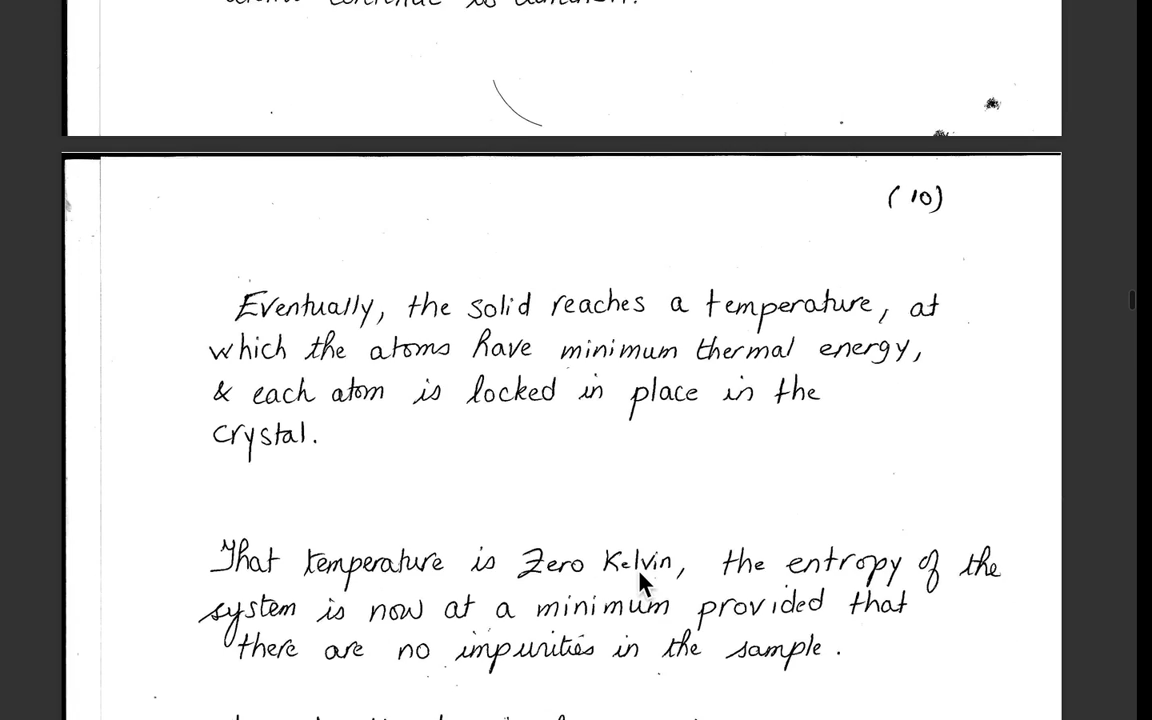 (10)
Eventually, the solid reaches a temperature, at
which the atoms have minimum thermal energy,
& each atom is locked in place in the
crystal.
That temperature is Zero Kelvin, the entropy of the
system is now at a minimum provided that
there are no impurities in the sample.